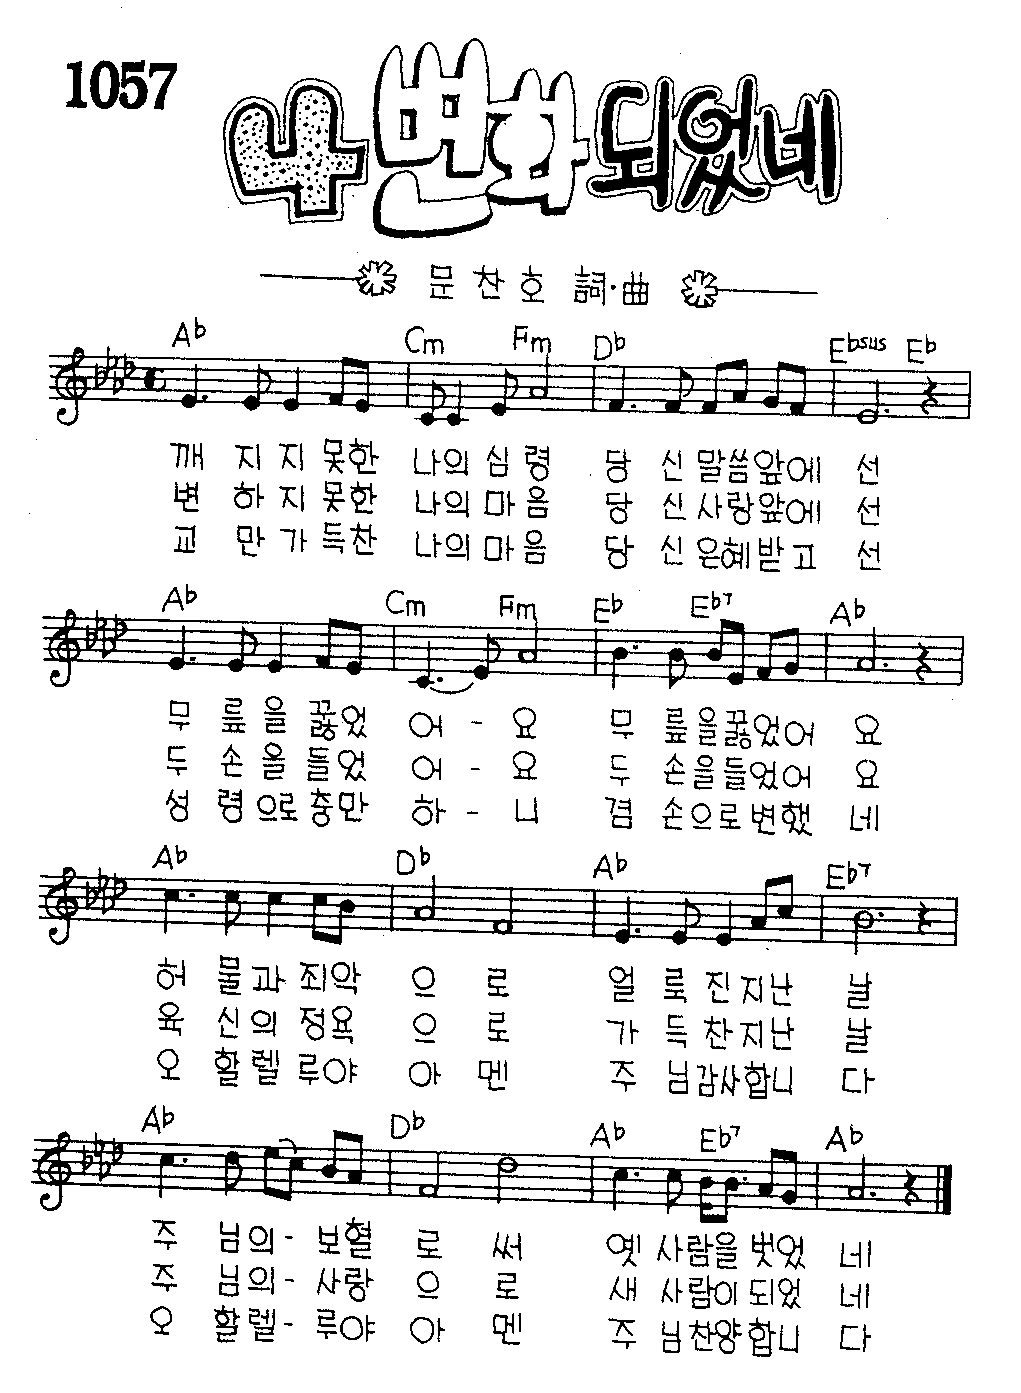 1057
나 변화 되었네
문 찬 호 詞·曲
Ab Cm Fm Db Ebsus Eb
깨 지 지 못한 나의 심 령 당 신 말씀앞에 선
변 하 지 못한 나의 마 음 당 신 사랑앞에 선
교 만 가 득찬 나의 마 음 당 신 은혜받고 선
Ab Cm Fm Eb Eb7 Ab
무 릎을 꿇었 어 - 요 무 릎을꿇었어 요
두 손을 들었 어 - 요 두 손을들었어 요
성 령으로 충만 하 - 니 겸 손으로변했 네
Ab Db Ab Eb7
허 물과 죄악 으 로 얼 룩 진 지난 날
육 신의 정욕 으 로 가 득 찬 지난 날
오 할렐 루야 아 멘 주 님감사합니 다
Ab Db Ab Eb7 Ab
주 님의- 보혈 로 써 옛 사람을 벗었 네
주 님의- 사랑 으 로 새 사람이 되었 네
오 할렐- 루야 아 멘 주 님찬양합니 다